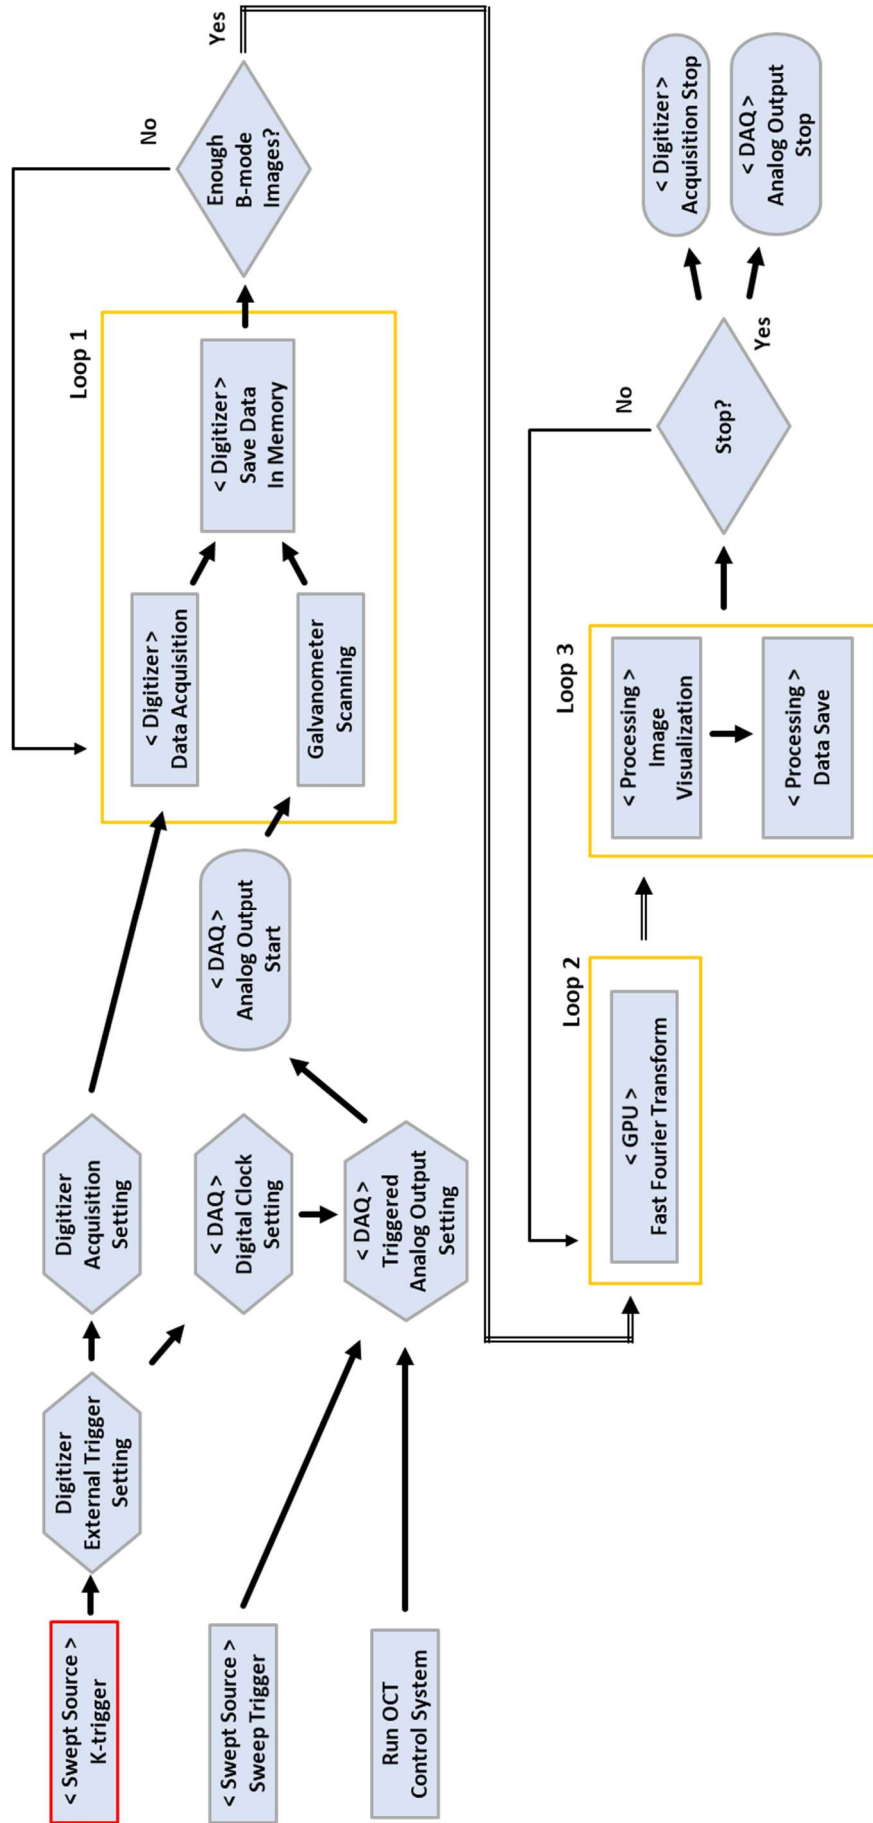 < Swept Source >
K-trigger
Digitizer
External Trigger
Setting
Digitizer
Acquisition
Setting
< Swept Source >
Sweep Trigger
< DAQ >
Digital Clock
Setting
Run OCT
Control System
< DAQ >
Triggered
Analog Output
Setting
< DAQ >
Analog Output
Start
Loop 1
< Digitizer >
Data Acquisition
Galvanometer
Scanning
< Digitizer >
Save Data
In Memory
Enough
B-mode
Images?
No
Yes
Loop 2
< GPU >
Fast Fourier Transform
Loop 3
< Processing >
Image
Visualization
< Processing >
Data Save
Stop?
No
Yes
< Digitizer >
Acquisition Stop
< DAQ >
Analog Output
Stop